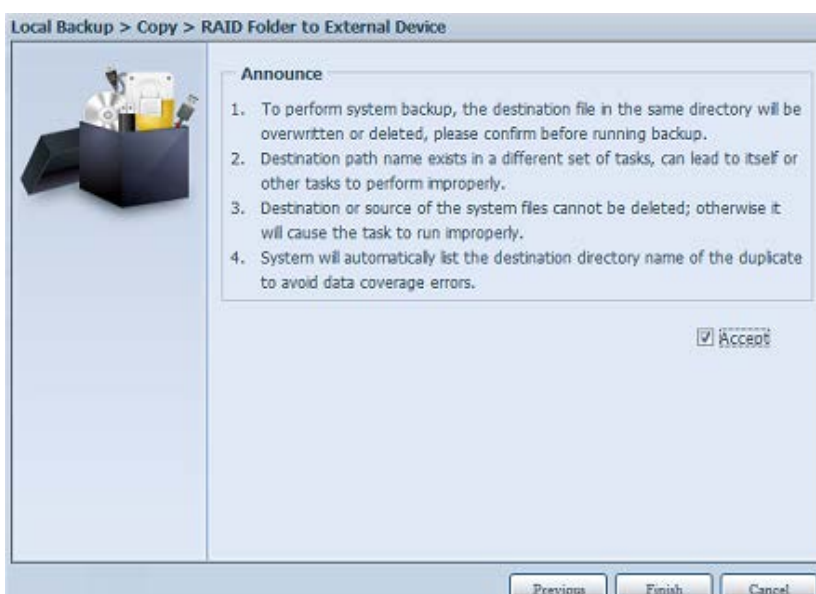 Local Backup > Copy > RAID Folder to External Device
Announce
1. To perform system backup, the destination file in the same directory will be
overwritten or deleted, please confirm before running backup.
2. Destination path name exists in a different set of tasks, can lead to itself or
other tasks to perform improperly.
3. Destination or source of the system files cannot be deleted; otherwise it
will cause the task to run improperly.
4. System will automatically list the destination directory name of the duplicate
to avoid data coverage errors.
Accept
Previous Finish Cancel